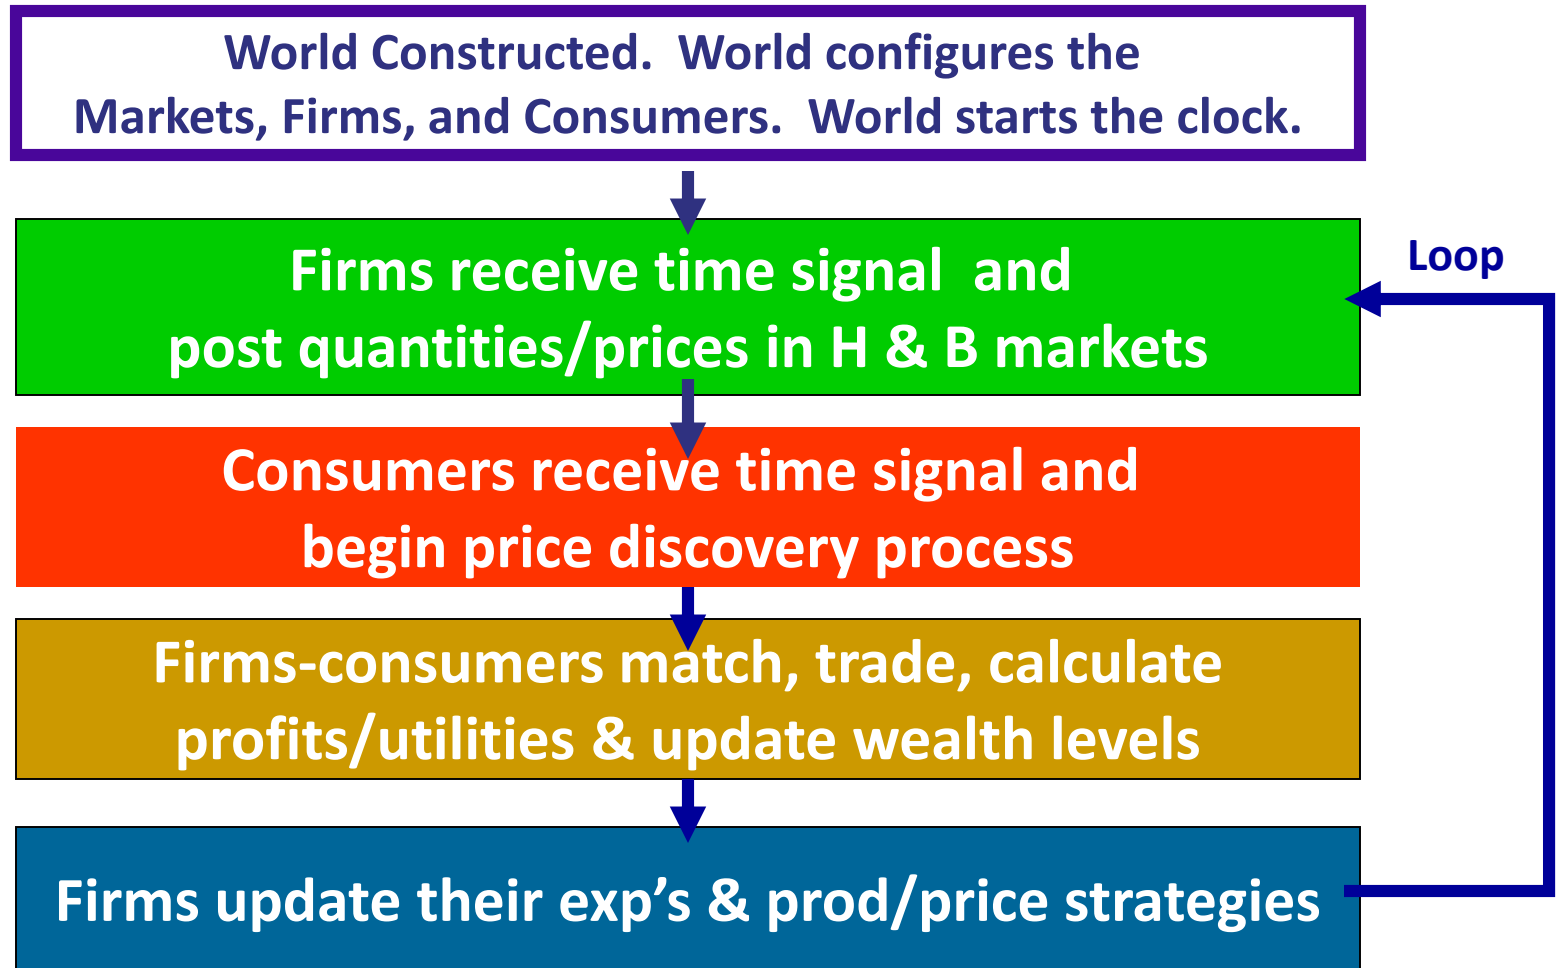 World Constructed.  World configures the
Markets, Firms, and Consumers.  World starts the clock.
Firms receive time signal  and
post quantities/prices in H & B markets
Loop
Consumers receive time signal and
begin price discovery process
Firms-consumers match, trade, calculate
profits/utilities & update wealth levels
Firms update their exp’s & prod/price strategies